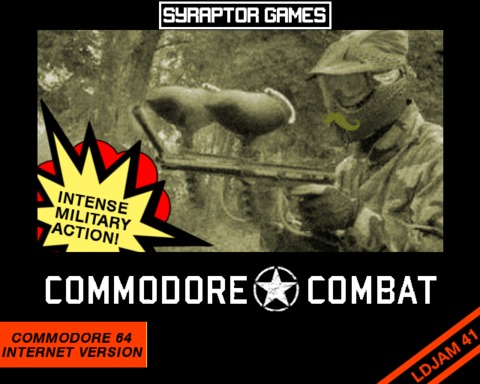 SYRAPTOR GAMES
INTENSE
MILITARY
ACTION!
COMMODORE COMBAT
COMMODORE 64
INTERNET VERSION
LDJAM 41